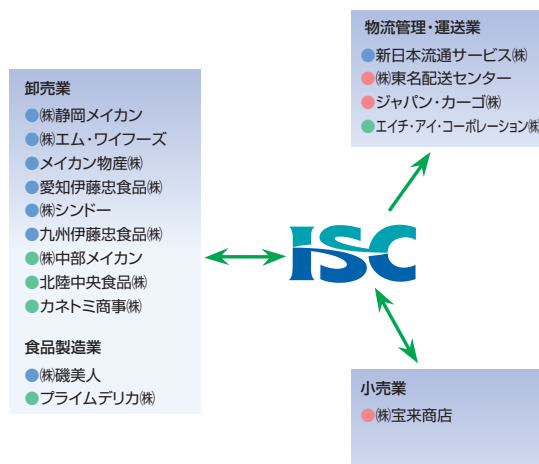 卸売業
●㈱静岡メイカン
●㈱エム・ワイフーズ
●メイカン物産㈱
●愛知伊藤忠食品㈱
●㈱シンドー
●九州伊藤忠食品㈱
●㈱中部メイカン
●北陸中央食品㈱
●カネトミ商事㈱
食品製造業
●㈱磯美人
●プライムデリカ㈱
ISC
物流管理・運送業
●新日本流通サービス㈱
●㈱東名配送センター
●ジャパン・カーゴ㈱
●エイチ・アイ・コーポレーション㈱
小売業
●㈱宝来商店